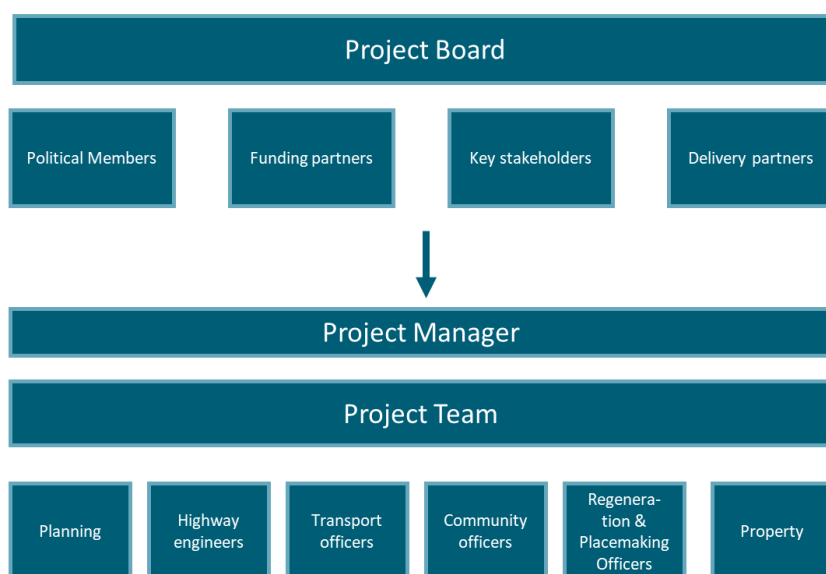 Project Board
Political Members
Funding partners
Key stakeholders
Delivery partners
Project Manager
Project Team
Planning
Highway
engineers
Transport
officers
Community
officers
Regenera-
tion &
Placemaking
Officers
Property